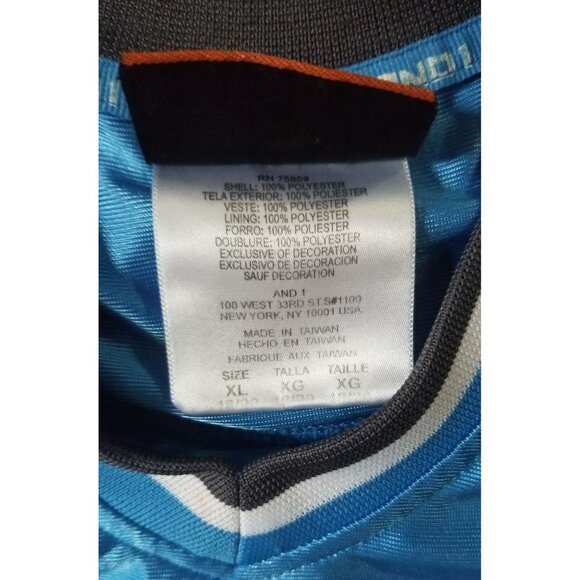 AND1
RN 75859
SHELL: 100% POLYESTER
TELA EXTERIOR: 100% POLYESTER
VESTE: 100% POLYESTER
LINING: 100% POLYESTER
FORRO: 100% POLYESTER
DOUBLURE: 100% POLYESTER
EXCLUSIVE OF DECORATION
EXCLUSIVO DE DECORACION
SAUF DECORATION
AND 1
100 WEST 33RD ST.S#1100
NEW YORK, NY 10001 USA
MADE IN TAIWAN
HECHO EN TAIWAN
FABRIQUE AUX TAIWAN
SIZE TALLA TAILLE
XL XG XG